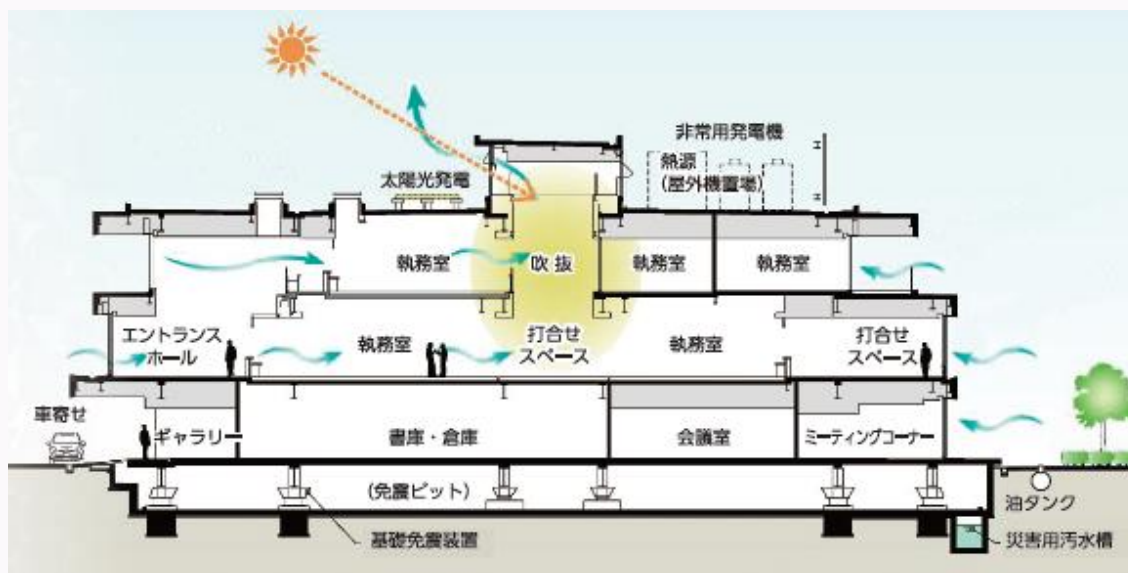 非常用発電機
熱源
(屋外機置場)
太陽光発電
執務室
吹抜
執務室
執務室
エントランス
ホール
執務室
打合せ
スペース
執務室
打合せ
スペース
車寄せ
ギャラリー
書庫・倉庫
会議室
ミーティングコーナー
(免震ピット)
油タンク
基礎免震装置
災害用汚水槽